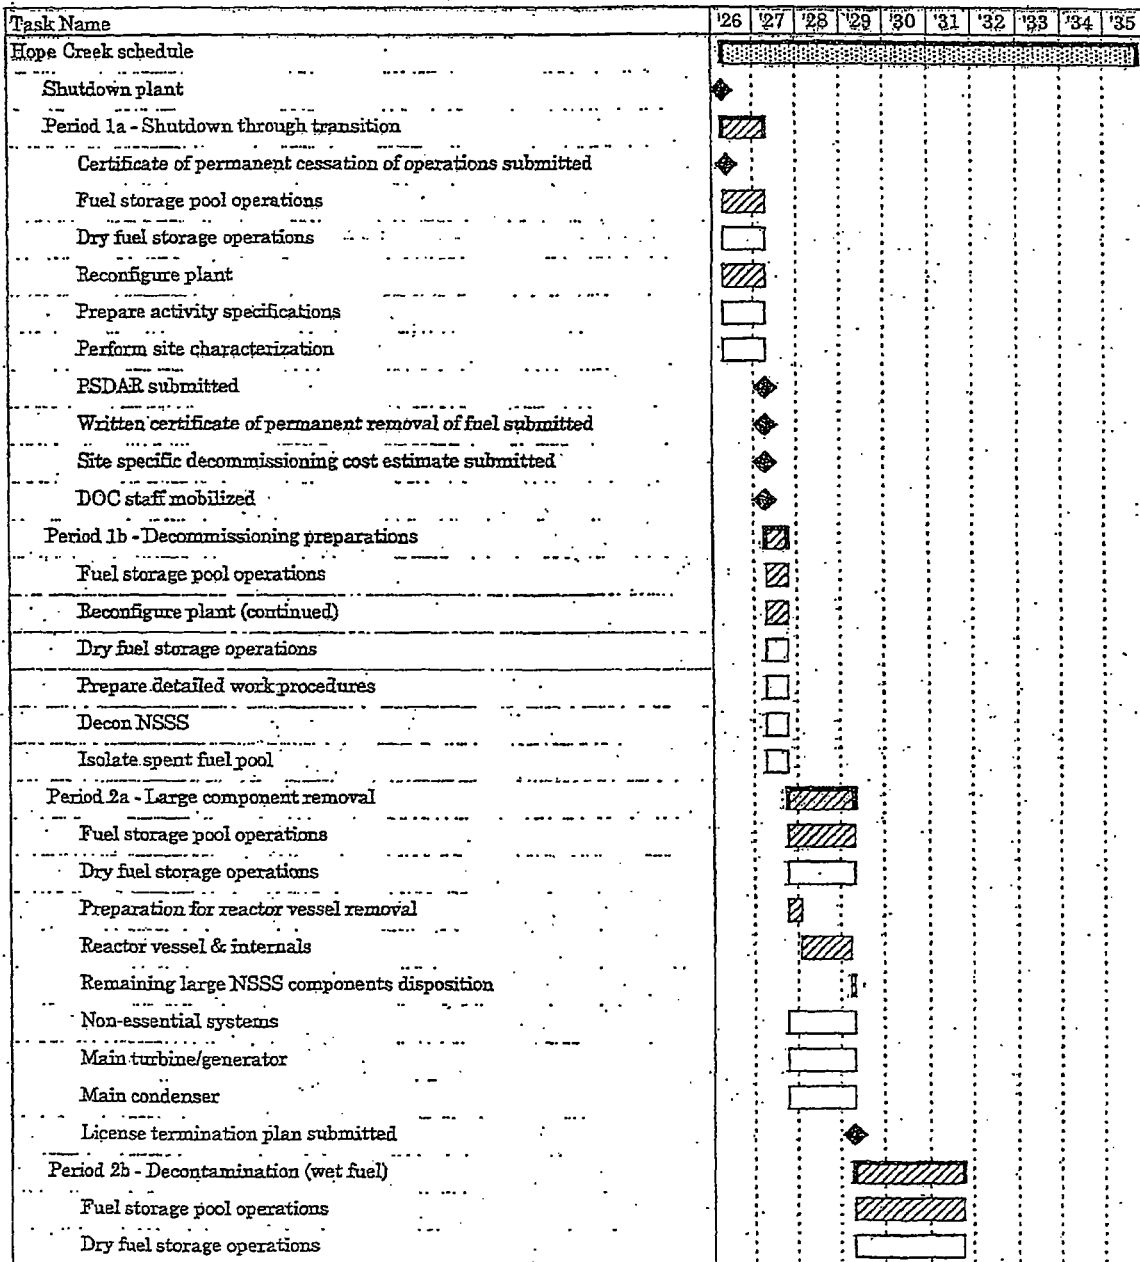 Task Name '26 '27 '28 '29 '30 '31 '32 '33 '34 '35
Hope Creek schedule
Shutdown plant
Period 1a - Shutdown through transition
Certificate of permanent cessation of operations submitted
Fuel storage pool operations
Dry fuel storage operations
Reconfigure plant
Prepare activity specifications
Perform site characterization
PSDAR submitted
Written certificate of permanent removal of fuel submitted
Site specific decommissioning cost estimate submitted
DOC staff mobilized
Period 1b - Decommissioning preparations
Fuel storage pool operations
Reconfigure plant (continued)
Dry fuel storage operations
Prepare detailed work procedures
Decon NSSS
Isolate spent fuel pool
Period 2a - Large component removal
Fuel storage pool operations
Dry fuel storage operations
Preparation for reactor vessel removal
Reactor vessel & internals
Remaining large NSSS components disposition
Non-essential systems
Main turbine/generator
Main condenser
License termination plan submitted
Period 2b - Decontamination (wet fuel)
Fuel storage pool operations
Dry fuel storage operations